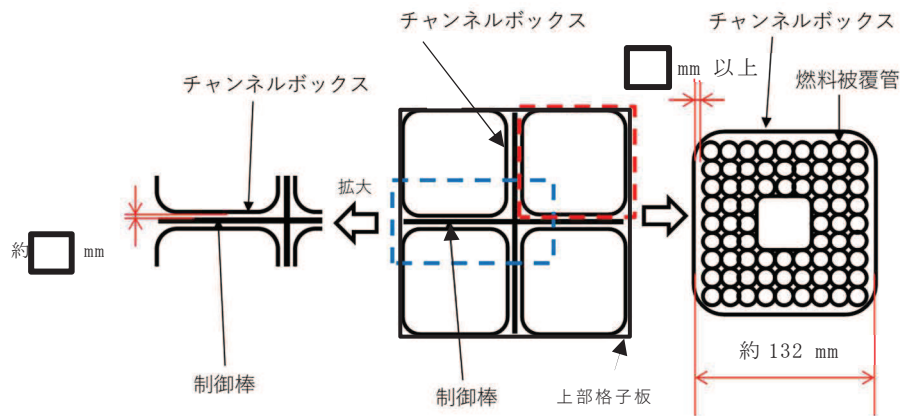 チャンネルボックス
チャンネルボックス
約 mm
制御棒
チャンネルボックス
拡大
制御棒
上部格子板
mm 以上
燃料被覆管
約 132 mm